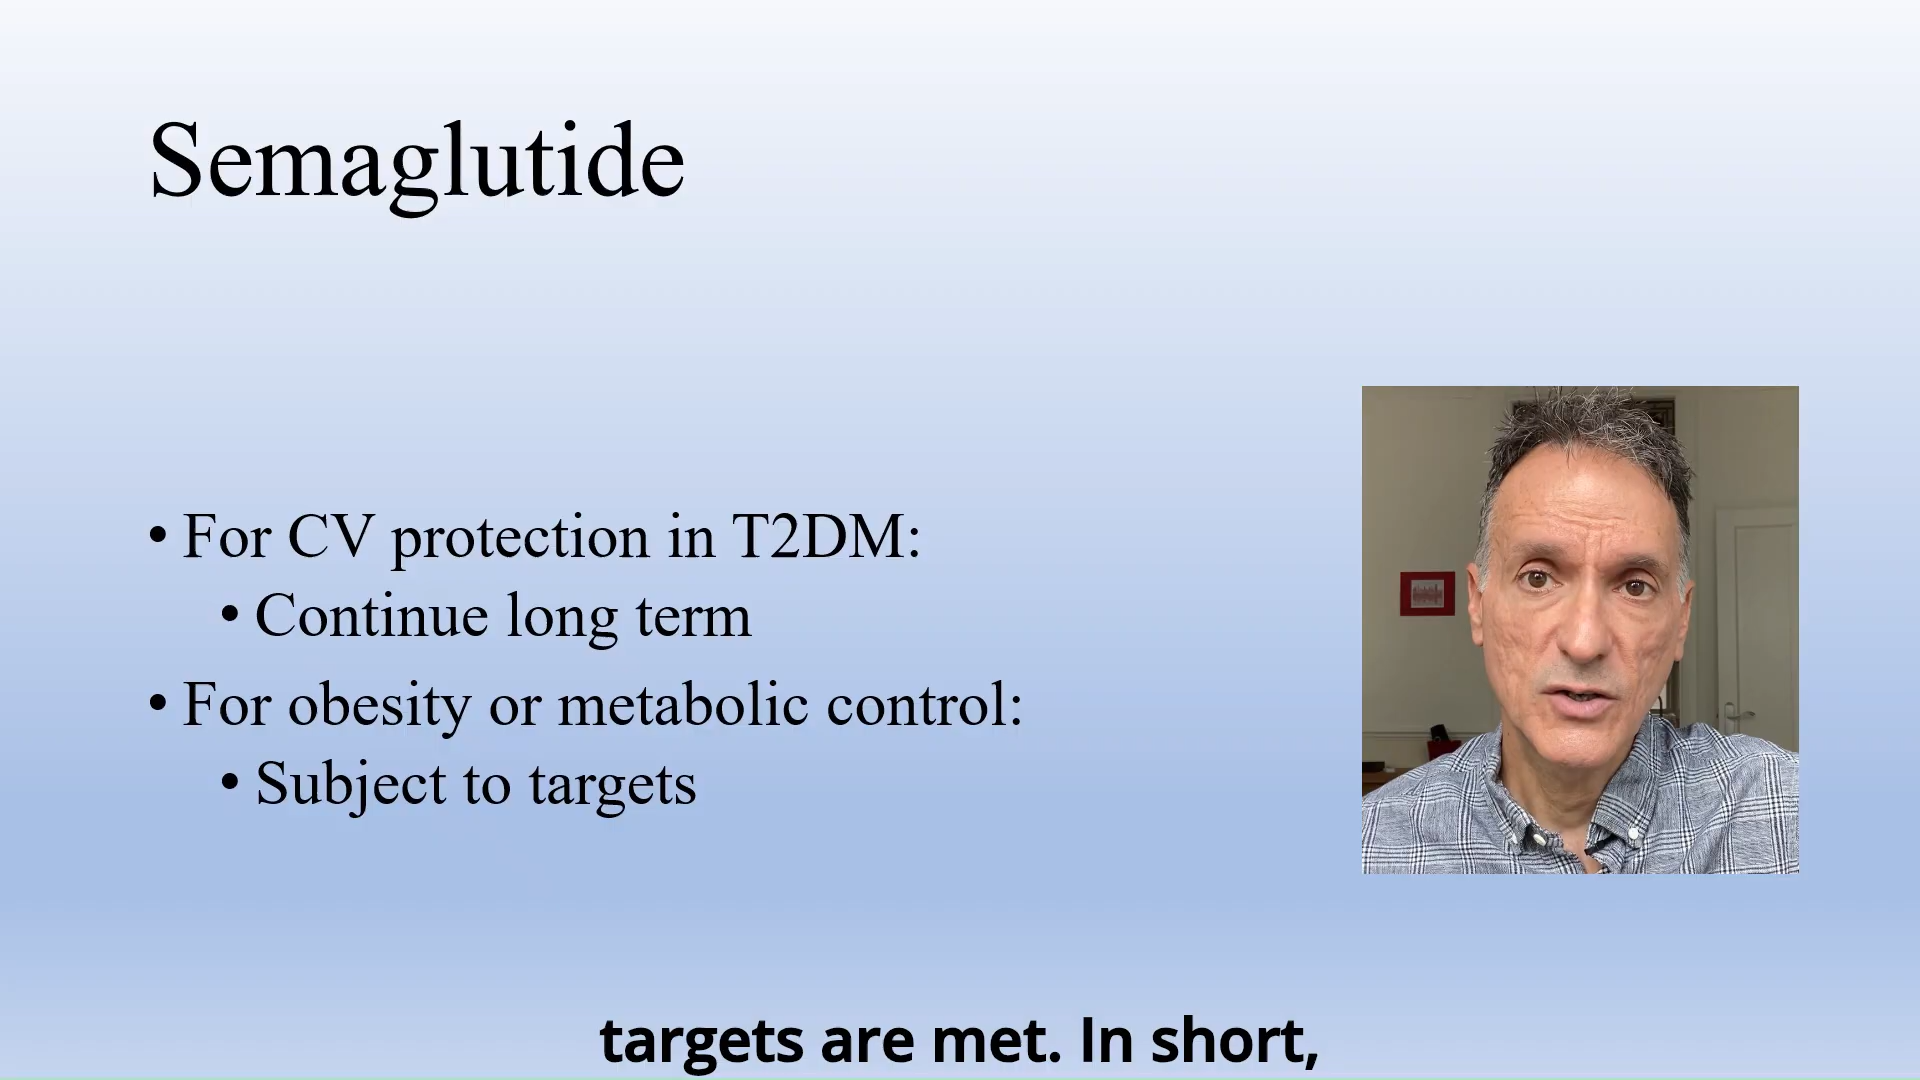 Semaglutide
• For CV protection in T2DM:
• Continue long term
• For obesity or metabolic control:
• Subject to targets
targets are met. In short,